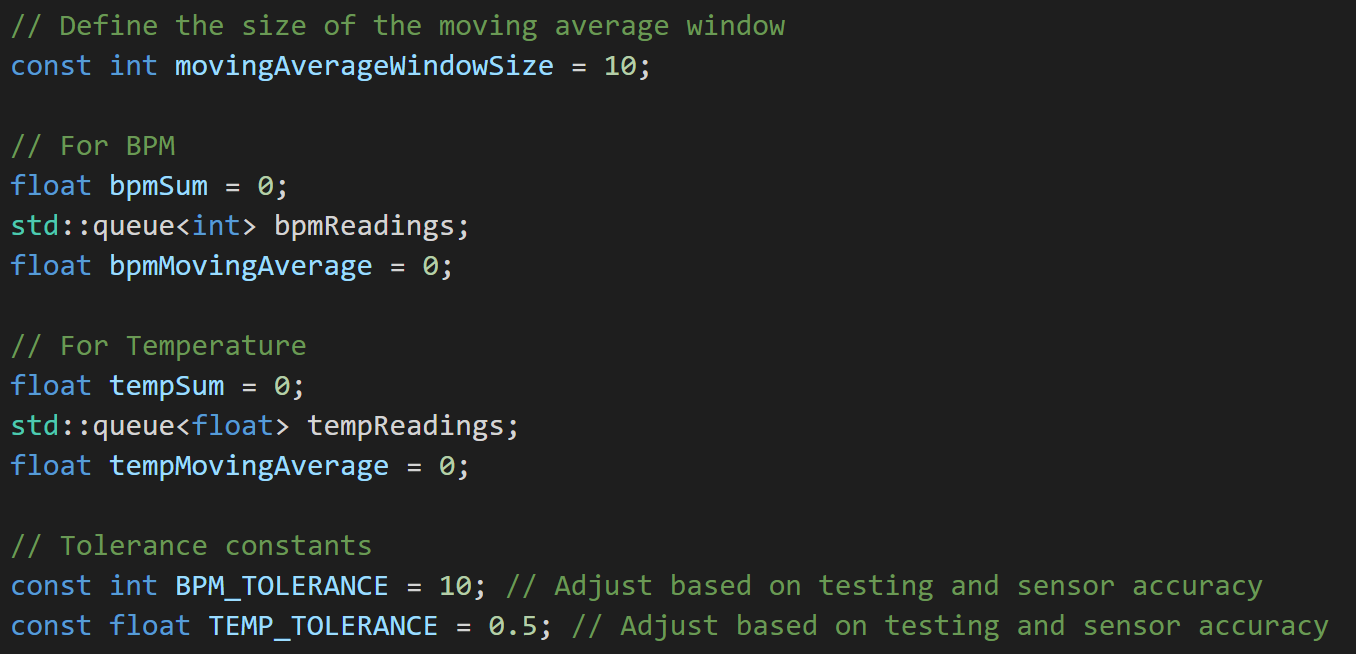 // Define the size of the moving average window
const int movingAverageWindowSize = 10;
// For BPM
float bpmSum = 0;
std::queue<int> bpmReadings;
float bpmMovingAverage = 0;
// For Temperature
float tempSum = 0;
std::queue<float> tempReadings;
float tempMovingAverage = 0;
// Tolerance constants
const int BPM_TOLERANCE = 10; // Adjust based on testing and sensor accuracy
const float TEMP_TOLERANCE = 0.5; // Adjust based on testing and sensor accuracy